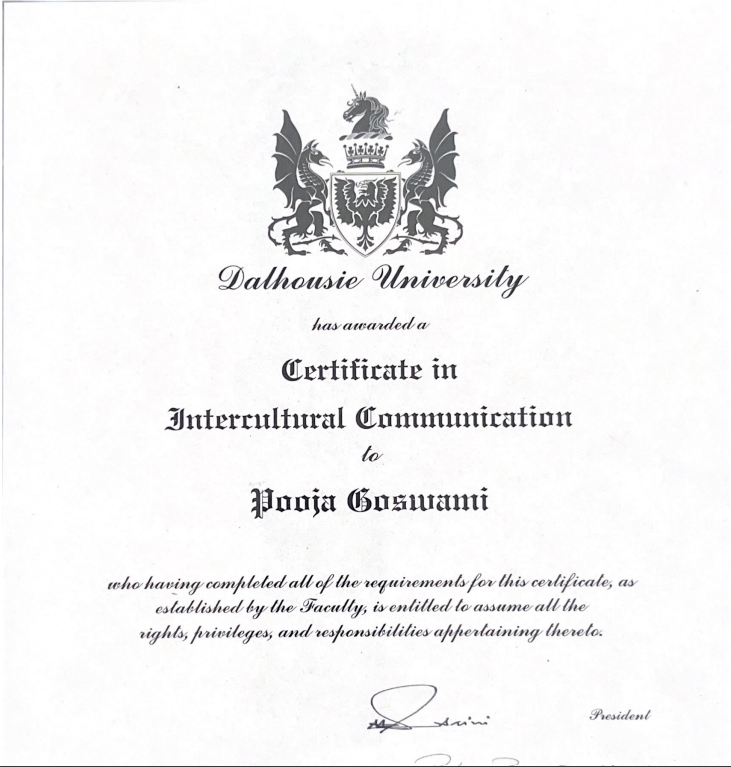 Dalhousie University
has awarded a
Certificate in
Intercultural Communication
to
Pooja Goswami
who having completed all of the requirements for this certificate, as
established by the Faculty, is entitled to assume all the
rights, privileges, and responsibilities appertaining thereto.
President